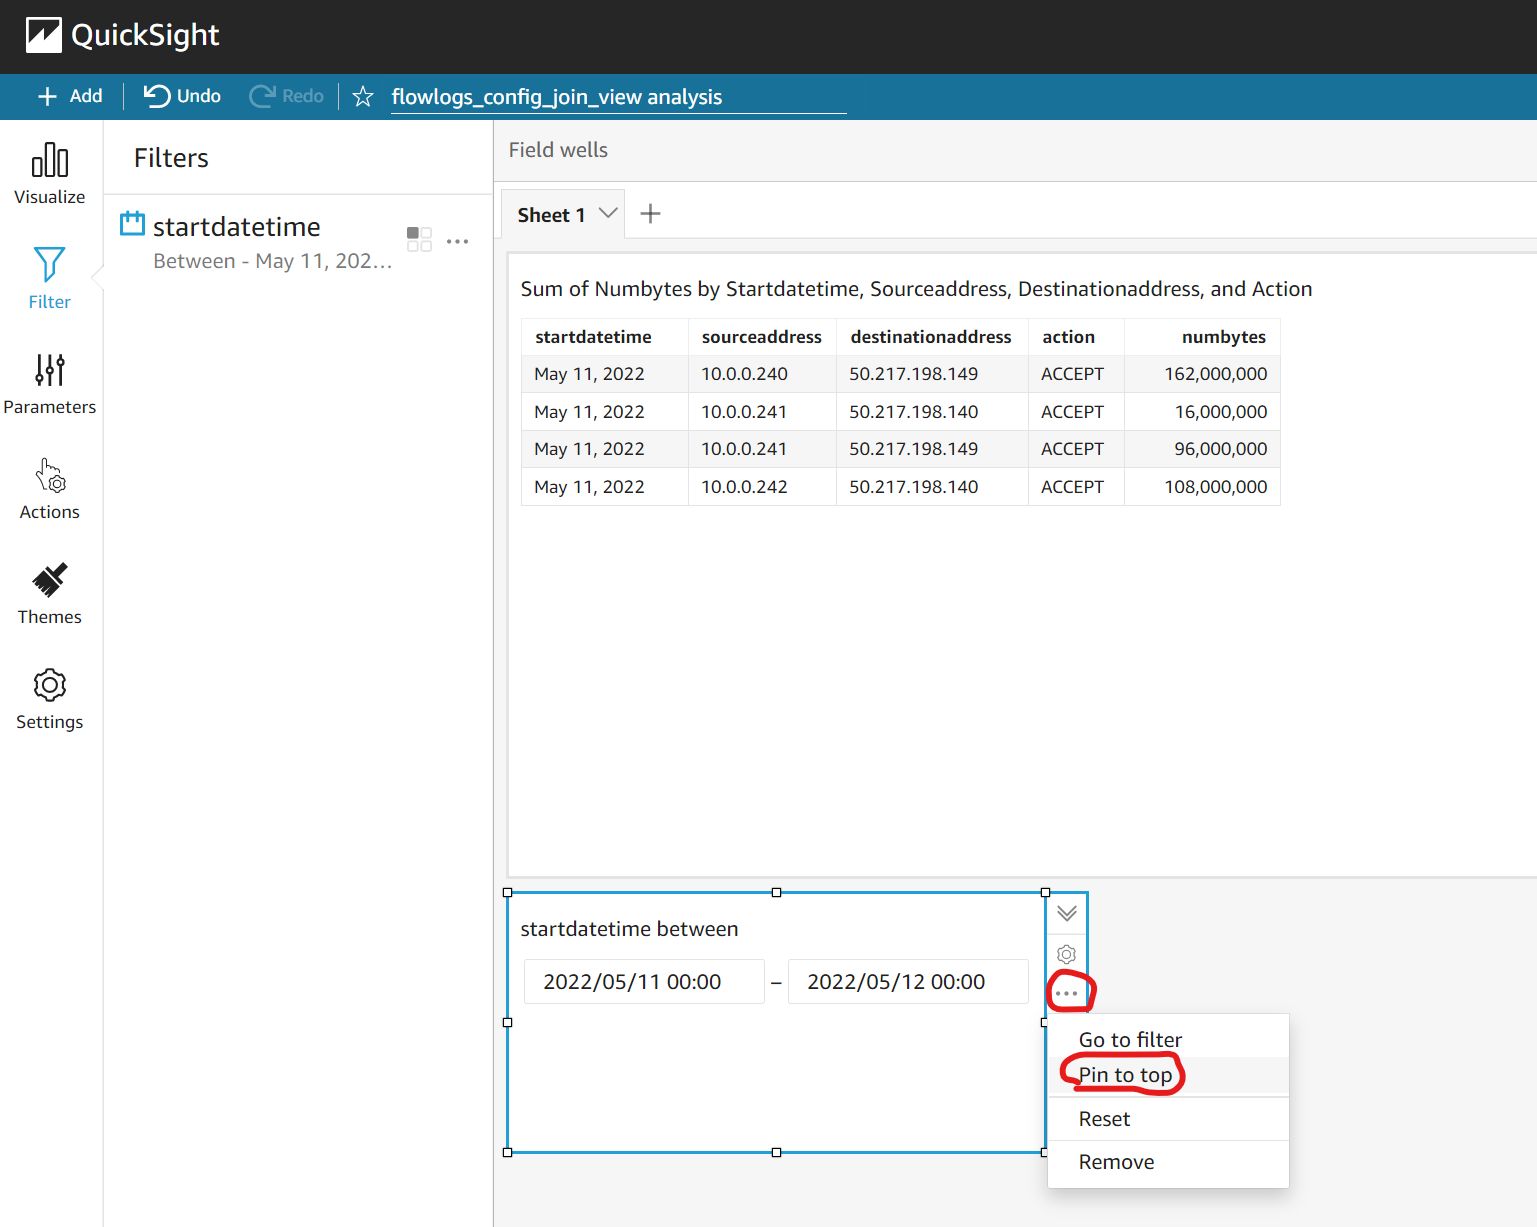 QuickSight
Add Undo Redo flowlogs_config_join_view analysis
Visualize
Filter
Parameters
Actions
Themes
Settings
Filters
startdatetime
Between - May 11, 202...
Field wells
Sheet 1
Sum of Numbytes by Startdatetime, Sourceaddress, Destinationaddress, and Action
startdatetime sourceaddress destinationaddress action numbytes
May 11, 2022 10.0.0.240 50.217.198.149 ACCEPT 162,000,000
May 11, 2022 10.0.0.241 50.217.198.140 ACCEPT 16,000,000
May 11, 2022 10.0.0.241 50.217.198.149 ACCEPT 96,000,000
May 11, 2022 10.0.0.242 50.217.198.140 ACCEPT 108,000,000
startdatetime between
2022/05/11 00:00 – 2022/05/12 00:00
Go to filter
Pin to top
Reset
Remove